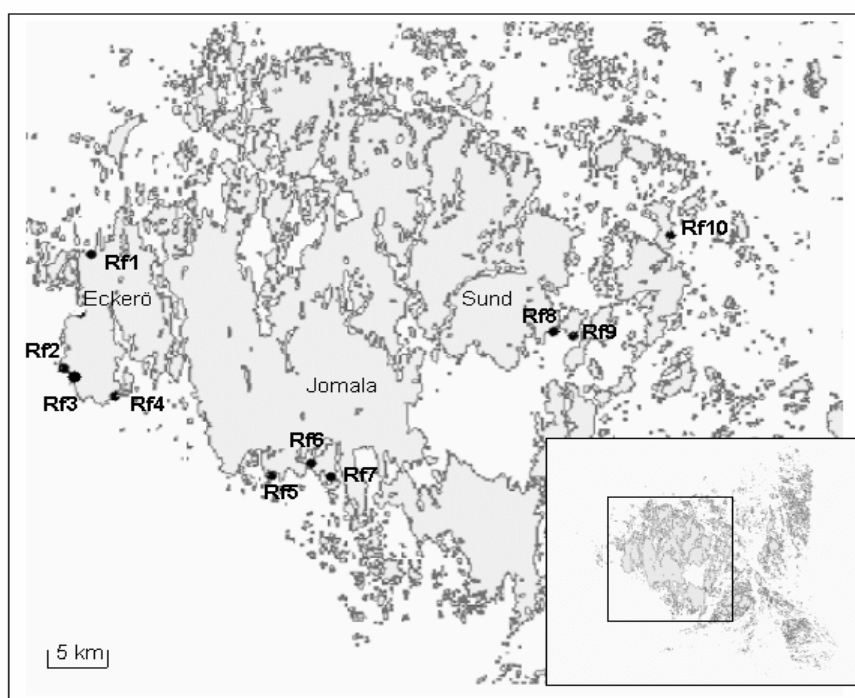 Rf10
Rf1
Eckerö
Sund
Rf8
Rf9
Rf2
Rf3
Rf4
Jomala
Rf6
Rf5
Rf7
5 km